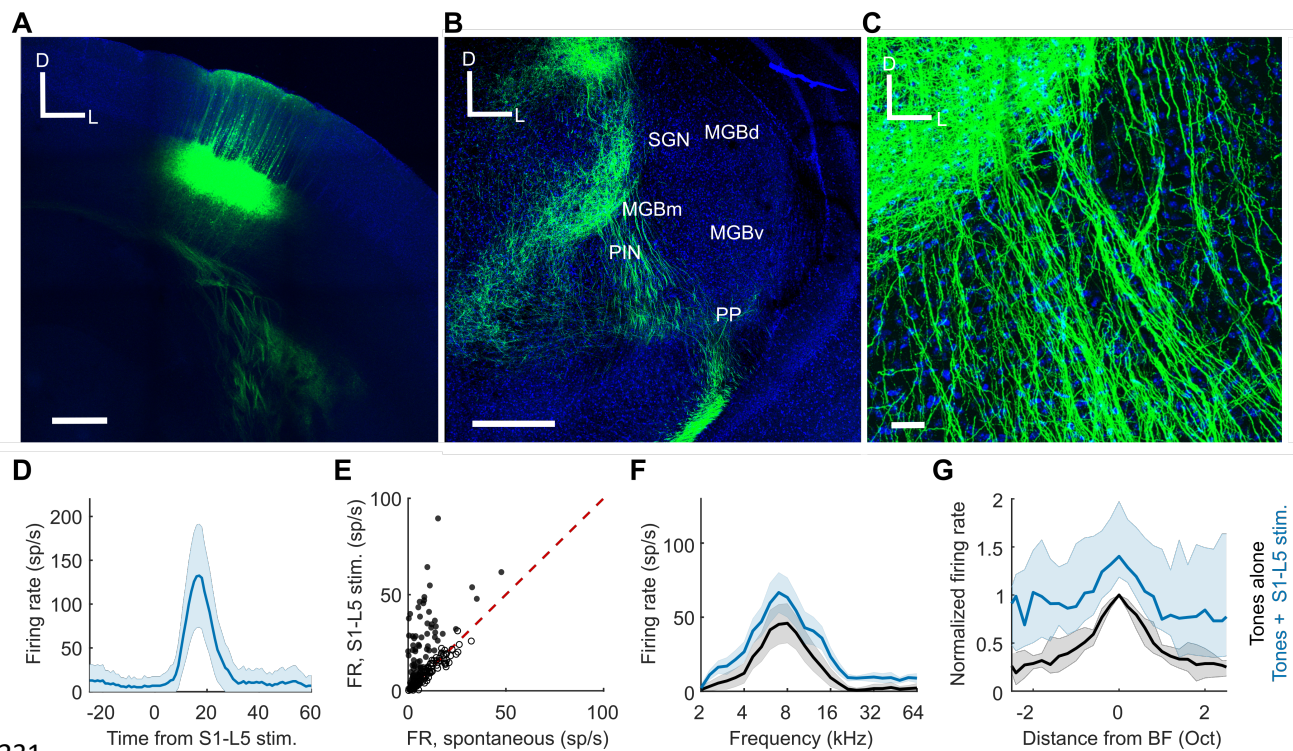 A
B
C
D
L
D
L
D
L
SGN
MGBd
MGBm
MGBv
PIN
PP
D
E
F
G
Firing rate (sp/s)
200
150
100
50
0
-20 0 20 40 60
Time from S1-L5 stim.
FR, S1-L5 stim. (sp/s)
100
50
0
0 50 100
FR, spontaneous (sp/s)
Firing rate (sp/s)
100
50
0
2 4 8 16 32 64
Frequency (kHz)
Normalized firing rate
2
1.5
1
0.5
0
-2 0 2
Distance from BF (Oct)
Tones alone
Tones + S1-L5 stim.